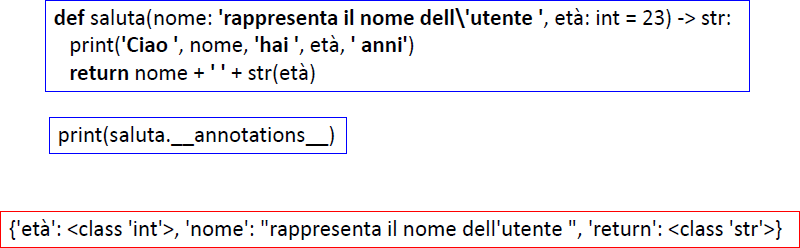 def saluta(nome: 'rappresenta il nome dell\'utente ', età: int = 23) -> str:
print('Ciao ', nome, 'hai ', età, ' anni')
return nome + ' ' + str(età)
print(saluta.__annotations__)
{'età': <class 'int'>, 'nome': "rappresenta il nome dell'utente ", 'return': <class 'str'>}